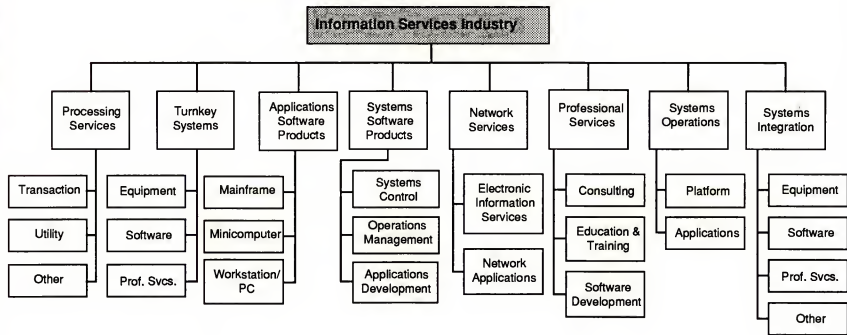 Information Services Industry
Processing
Services
Turnkey
Systems
Applications
Software
Products
Systems
Software
Products
Network
Services
Professional
Services
Systems
Operations
Systems
Integration
Transaction
Utility
Other
Equipment
Software
Prof. Svcs.
Mainframe
Minicomputer
Workstation/
PC
Systems
Control
Operations
Management
Applications
Development
Electronic
Information
Services
Network
Applications
Consulting
Education &
Training
Software
Development
Platform
Applications
Equipment
Software
Prof. Svcs.
Other